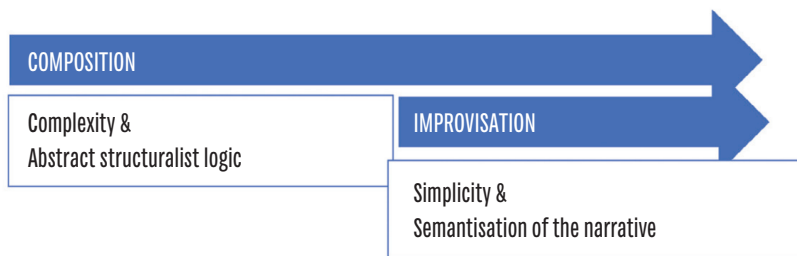 COMPOSITION
Complexity &
Abstract structuralist logic
IMPROVISATION
Simplicity &
Semantisation of the narrative